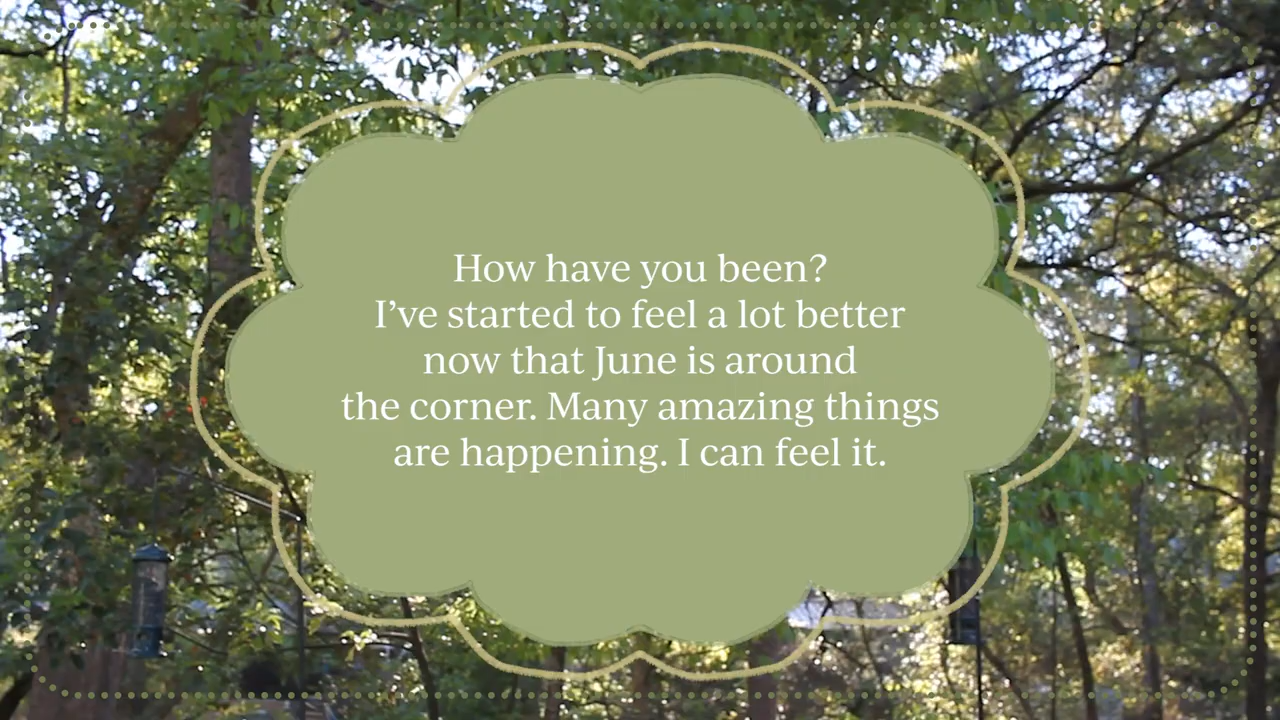 How have you been?
I’ve started to feel a lot better
now that June is around
the corner. Many amazing things
are happening. I can feel it.